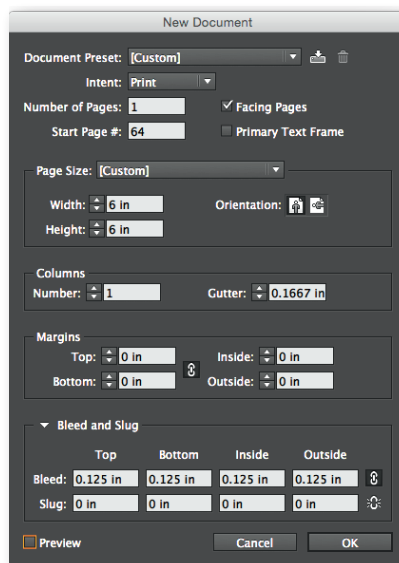 New Document
Document Preset: [Custom]
Intent: Print
Number of Pages: 1 Facing Pages
Start Page #: 64 Primary Text Frame
Page Size: [Custom]
Width: 6 in Orientation:
Height: 6 in
Columns
Number: 1 Gutter: 0.1667 in
Margins
Top: 0 in Inside: 0 in
Bottom: 0 in Outside: 0 in
Bleed and Slug
Top Bottom Inside Outside
Bleed: 0.125 in 0.125 in 0.125 in 0.125 in
Slug: 0 in 0 in 0 in 0 in
Preview Cancel OK